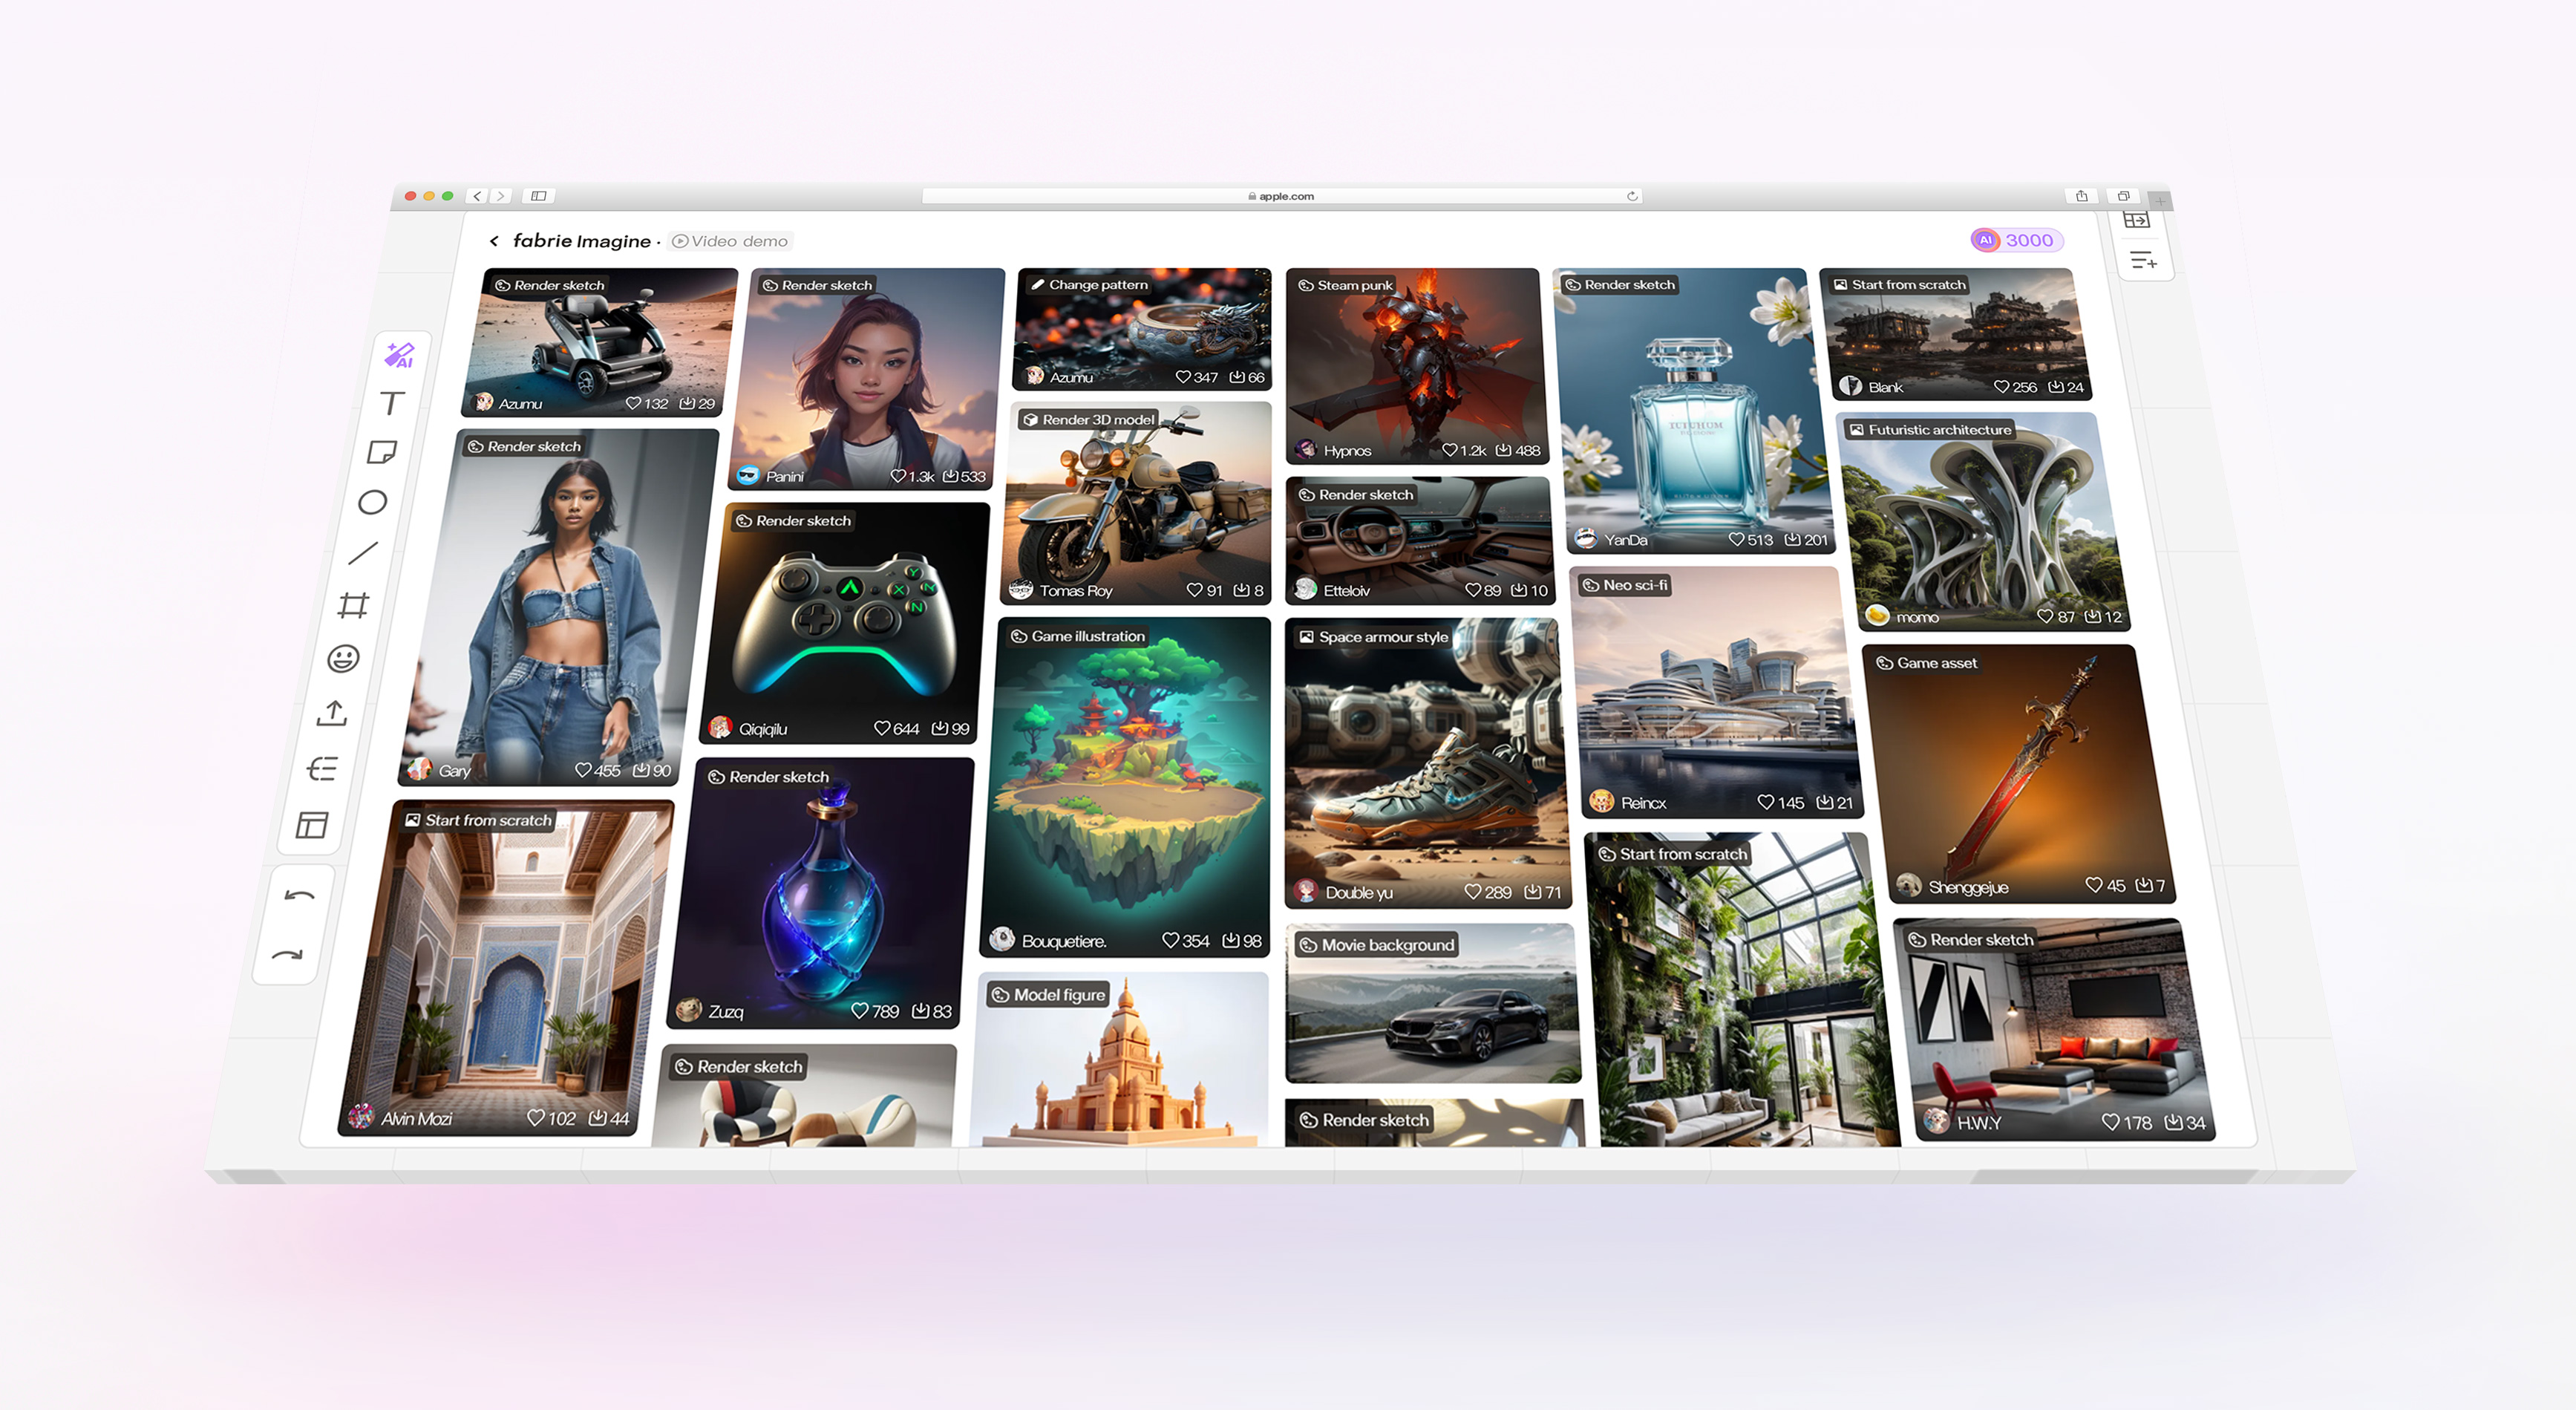 apple.com
fabrie Imagine · Video demo
AI 3000
AI
T
Render sketch
Azumu 132 29
Render sketch
Gary 455 90
Start from scratch
Alvin Mozi 102 44
Render sketch
Panini 1.3k 533
Render sketch
Y
X
N
Qiqiqilu 644 99
Render sketch
Zuzq 789 83
Render sketch
Change pattern
Azumu 347 66
Render 3D model
Tomas Roy 91 8
Game illustration
Bouquetiere. 354 98
Model figure
Steam punk
Hypnos 1.2k 488
Render sketch
Etteloiv 89 10
Space armour style
Double yu 289 71
Movie background
Render sketch
Render sketch
YanDa 513 201
Neo sci-fi
Reincx 145 21
Start from scratch
Start from scratch
Blank 256 24
Futuristic architecture
momo 87 12
Game asset
Shenggejue 45 7
Render sketch
H.W.Y 178 34